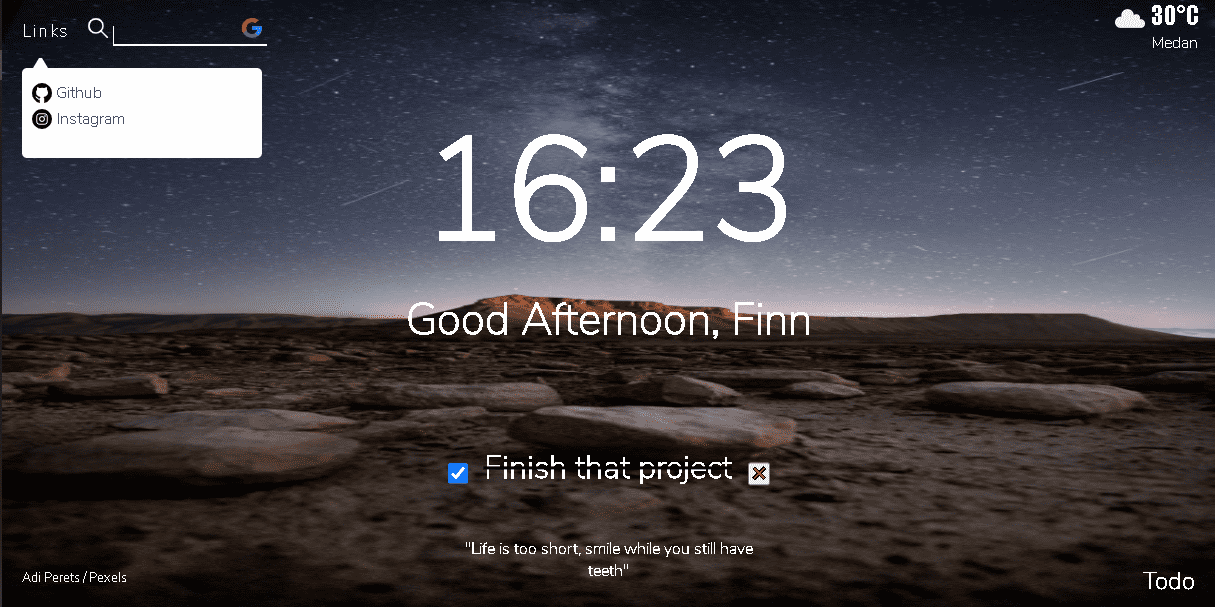 Links
30°C
Medan
Github
Instagram
16:23
Good Afternoon, Finn
Finish that project
"Life is too short, smile while you still have
teeth"
Adi Perets / Pexels
Todo